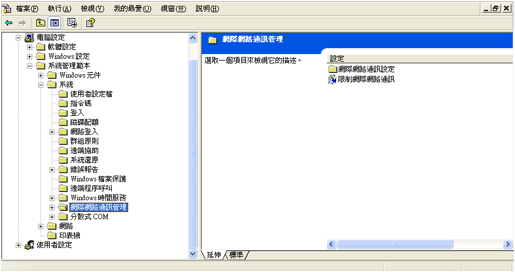 檔案(F) 執行(A) 檢視(V) 我的最愛(O) 視窗(W) 說明(H)
電腦設定
軟體設定
Windows 設定
系統管理範本
Windows 元件
系統
使用者設定檔
指令碼
登入
磁碟配額
網路登入
群組原則
遠端協助
系統還原
錯誤報告
Windows 檔案保護
遠端程序呼叫
Windows 時間服務
網際網路通訊管理
分散式 COM
網路
印表機
使用者設定
網際網路通訊管理
選取一個項目來檢視它的描述。
設定
網際網路通訊設定
限制網際網路通訊
延伸 標準